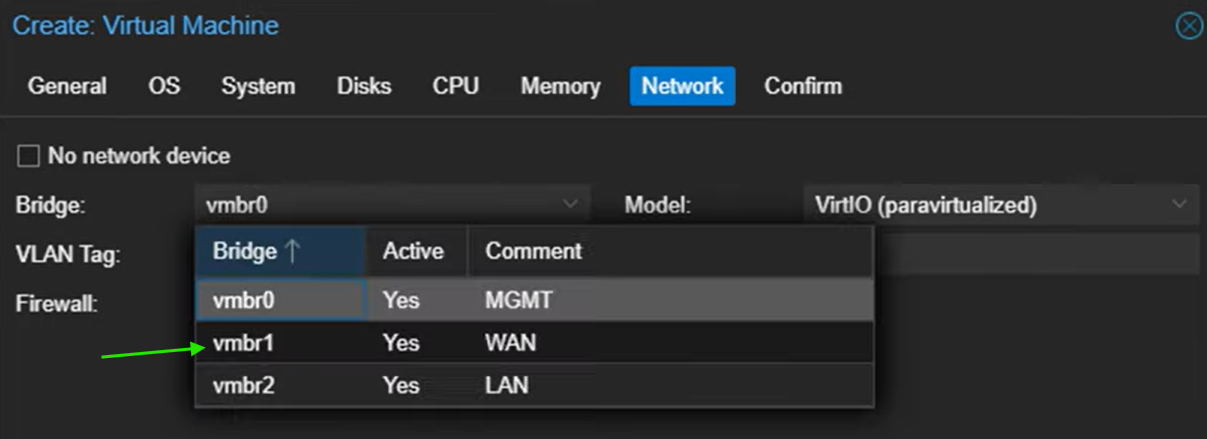 Create: Virtual Machine
General OS System Disks CPU Memory Network Confirm
No network device
Bridge: vmbr0 Model: VirtIO (paravirtualized)
VLAN Tag:
Firewall:
Bridge ↑ Active Comment
vmbr0 Yes MGMT
vmbr1 Yes WAN
vmbr2 Yes LAN